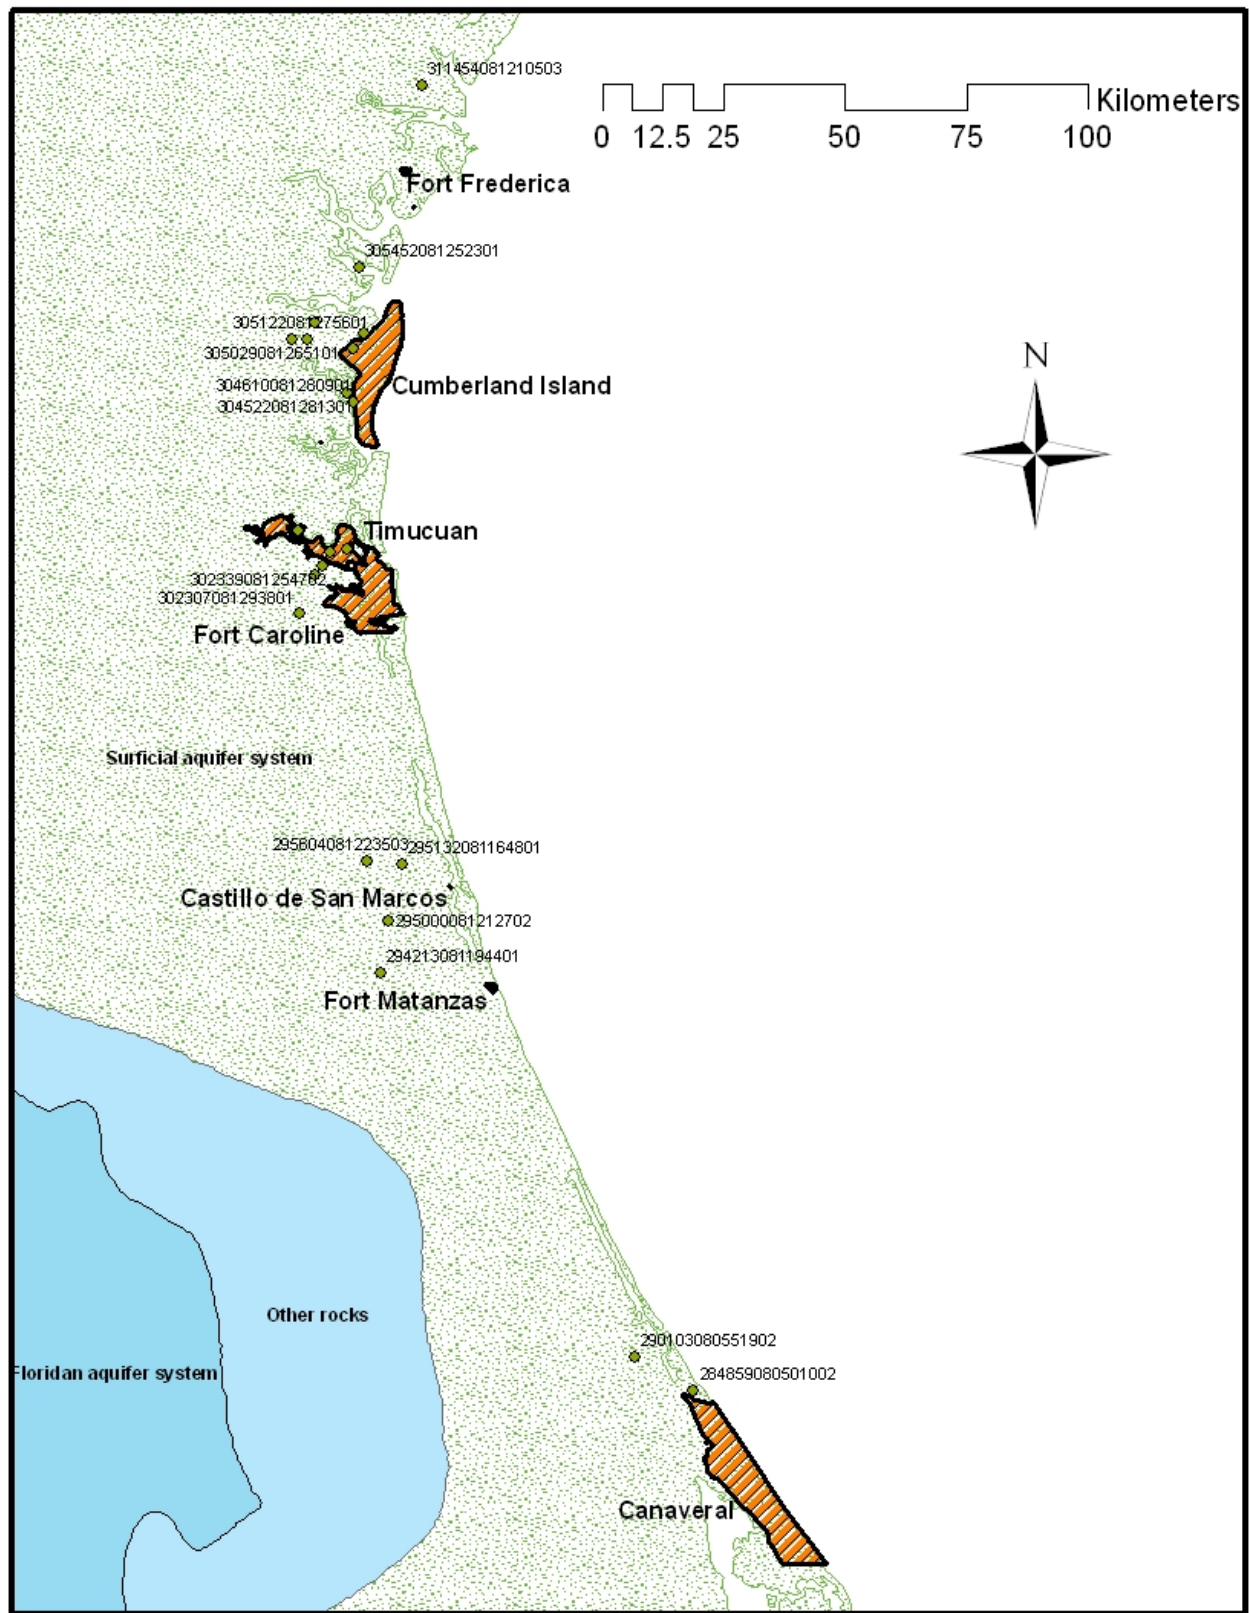 311454081210503
Kilometers
0 12.5 25 50 75 100
Fort Frederica
305452081252301
305122081275601
305029081265101
N
Cumberland Island
304610081280901
304522081281301
Timucuan
302339081254702
302307081293801
Fort Caroline
Surficial aquifer system
295804081223503
295132081164801
Castillo de San Marcos
295000081212702
294213081194401
Fort Matanzas
Other rocks
290103080551902
Floridan aquifer system
284859080501002
Canaveral